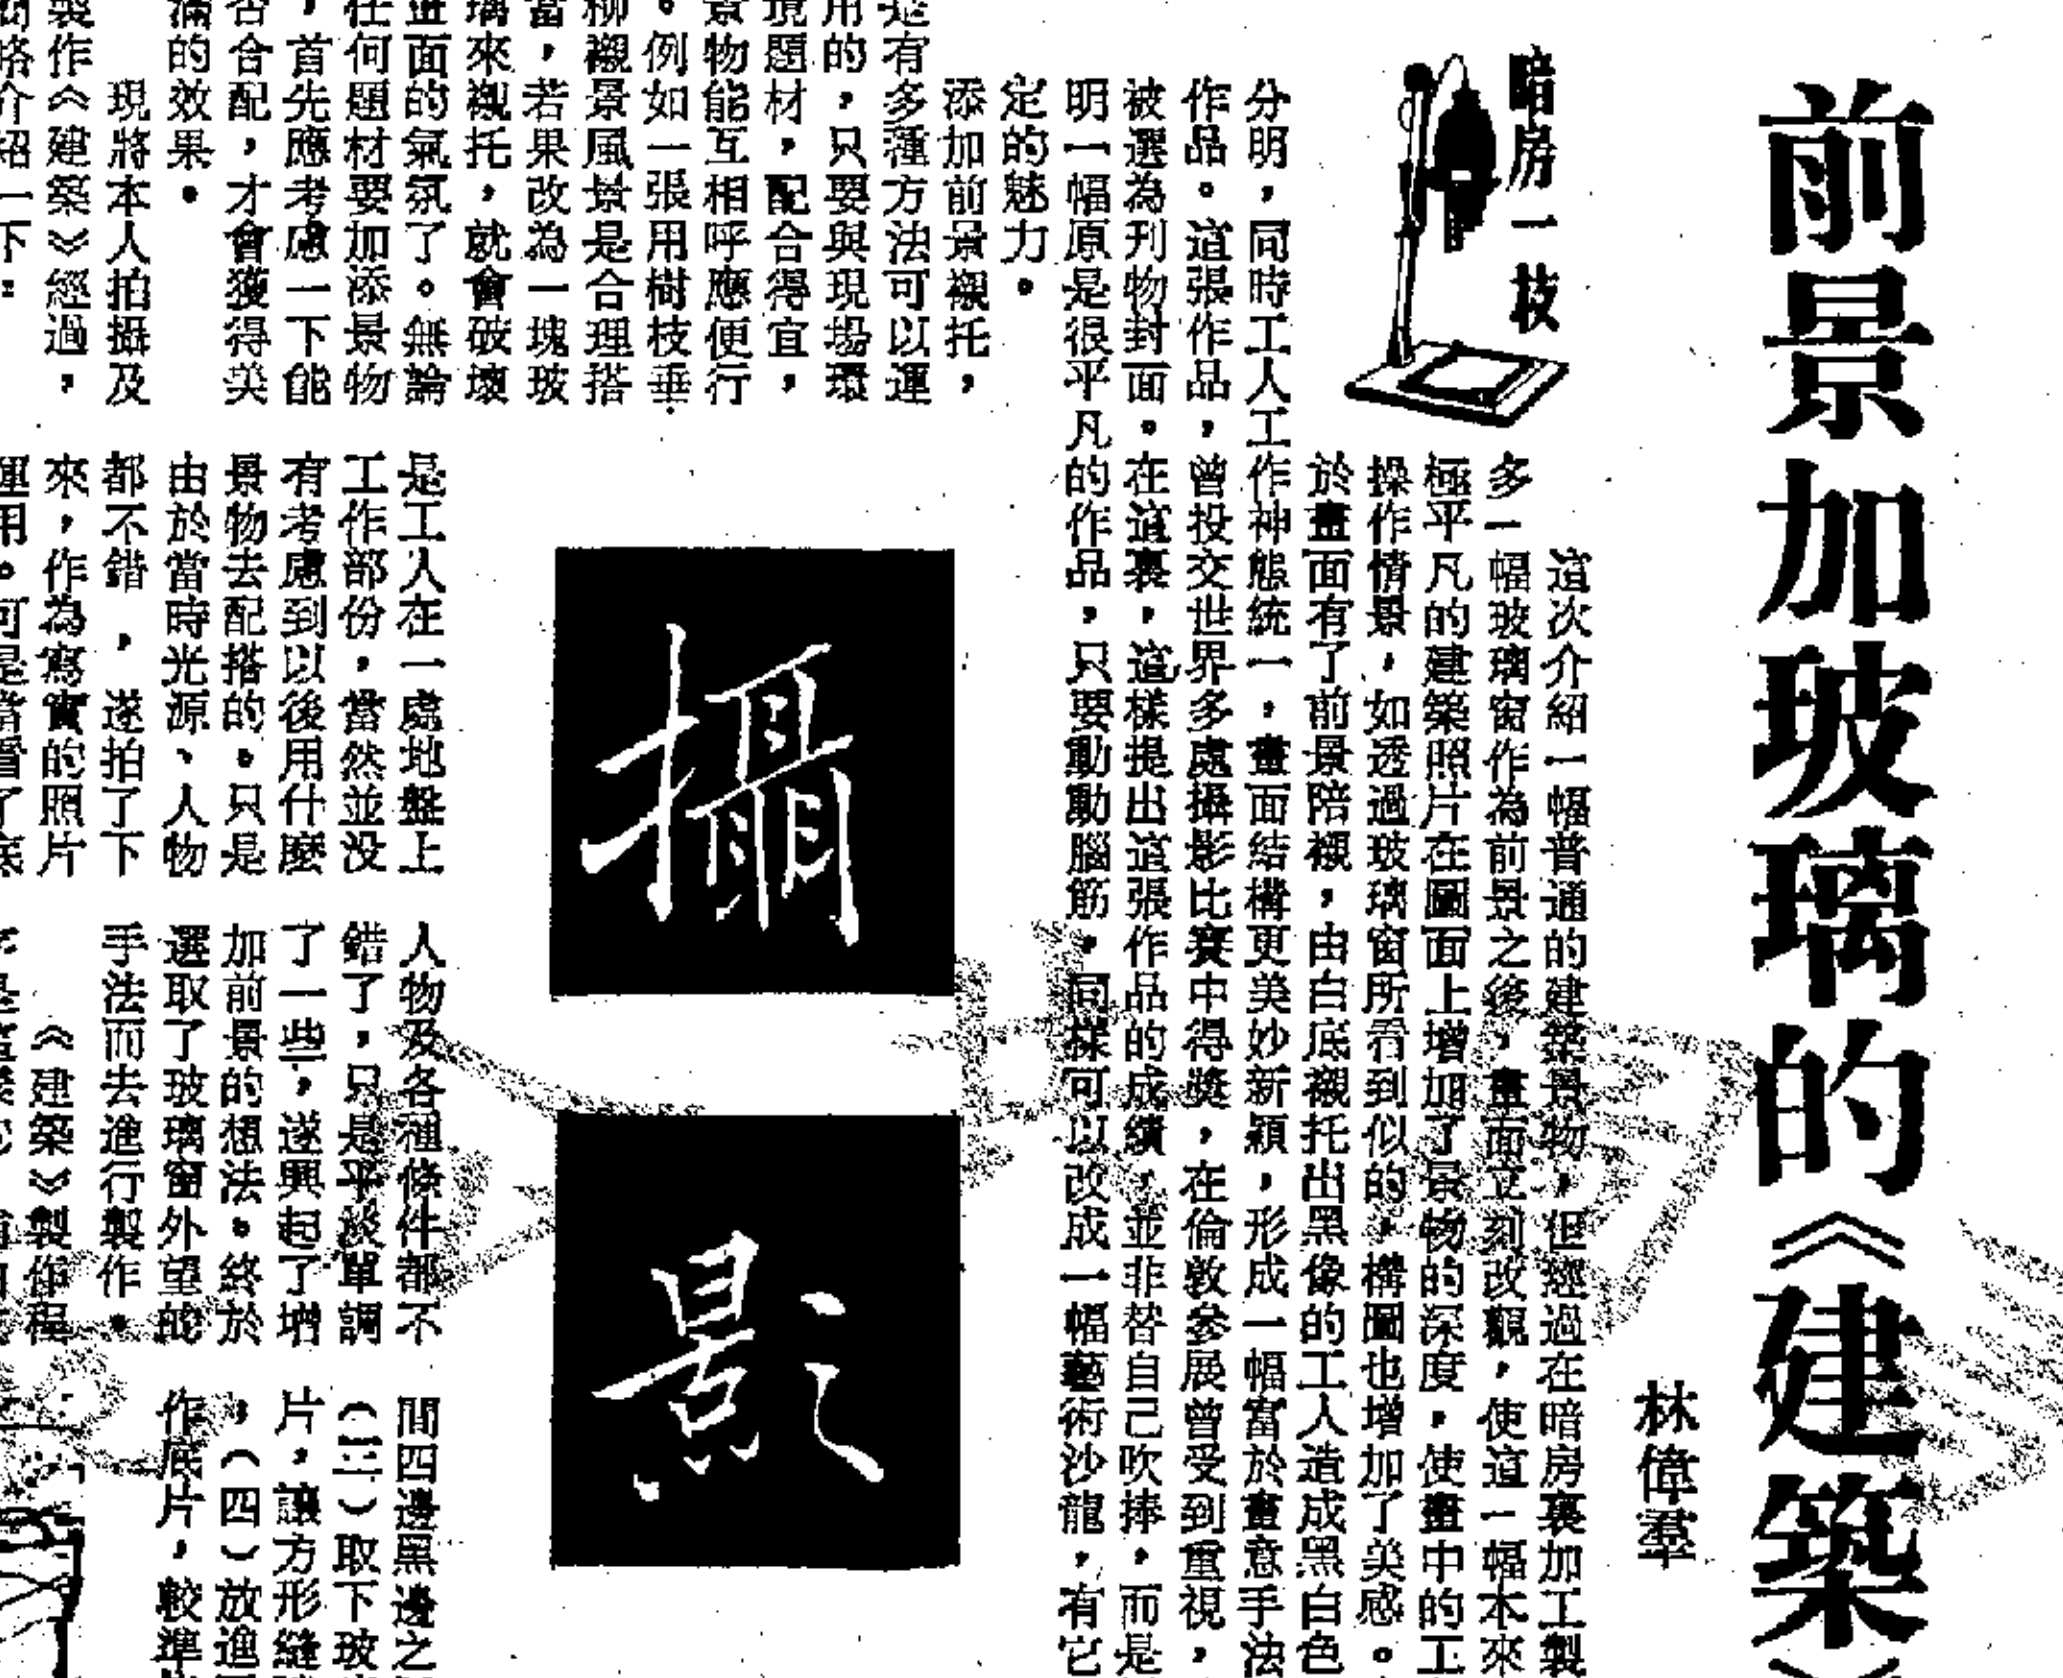 前景加玻璃的《建築》
林偉羣
暗房一技
這次介紹一幅普通的建築景物，但經過在暗房裏加工製
多一幅玻璃窗作為前景之後，畫面立刻改觀，使這一幅本來
極平凡的建築照片在圖面上增加了景物的深度，使畫中的工
操作情景，如透過玻璃窗所看到似的，構圖也增加了美感。
於畫面有了前景陪襯，由白底襯托出黑像的工人造成黑白色
分明，同時工人工作神態統一，畫面結構更美妙新穎，形成一幅富於畫意手法
作品。這張作品，曾投交世界多處攝影比賽中得獎，在倫敦參展曾受到重視，
被選為刊物封面。在這裏，這樣提出這張作品的成績，並非替自己吹捧，而是
明一幅原是很平凡的作品，只要動動腦筋，同樣可以改成一幅藝術沙龍，有它
定的魅力。
添加前景襯托，
是有多種方法可以運
用的，只要與現場環
境題材，配合得宜，
景物能互相呼應便行
。例如一張用樹枝垂
柳襯景風景是合理搭
當，若果改為一塊玻
璃來襯托，就會破壞
畫面的氣氛了。無論
任何題材要加添景物
，首先應考慮一下能
否合配，才會獲得美
滿的效果。
現將本人拍攝及
製作《建築》經過，
簡略介紹一下：
攝影
是工人在一處地盤上
工作部份，當然並没
有考慮到以後用什麼
景物去配搭的。只是
由於當時光源、人物
都不錯，遂拍了下
來，作為寫實的照片
運用。可是當看了底
人物及各種條件都不
錯了，只是平淡單調
了一些，遂興起了增
加前景的想法。終於
選取了玻璃窗外望的
手法而去進行製作。
《建築》製作程
間四邊黑邊之
（三）取下玻
片，讓方形縫
，（四）放進
作底片，較準